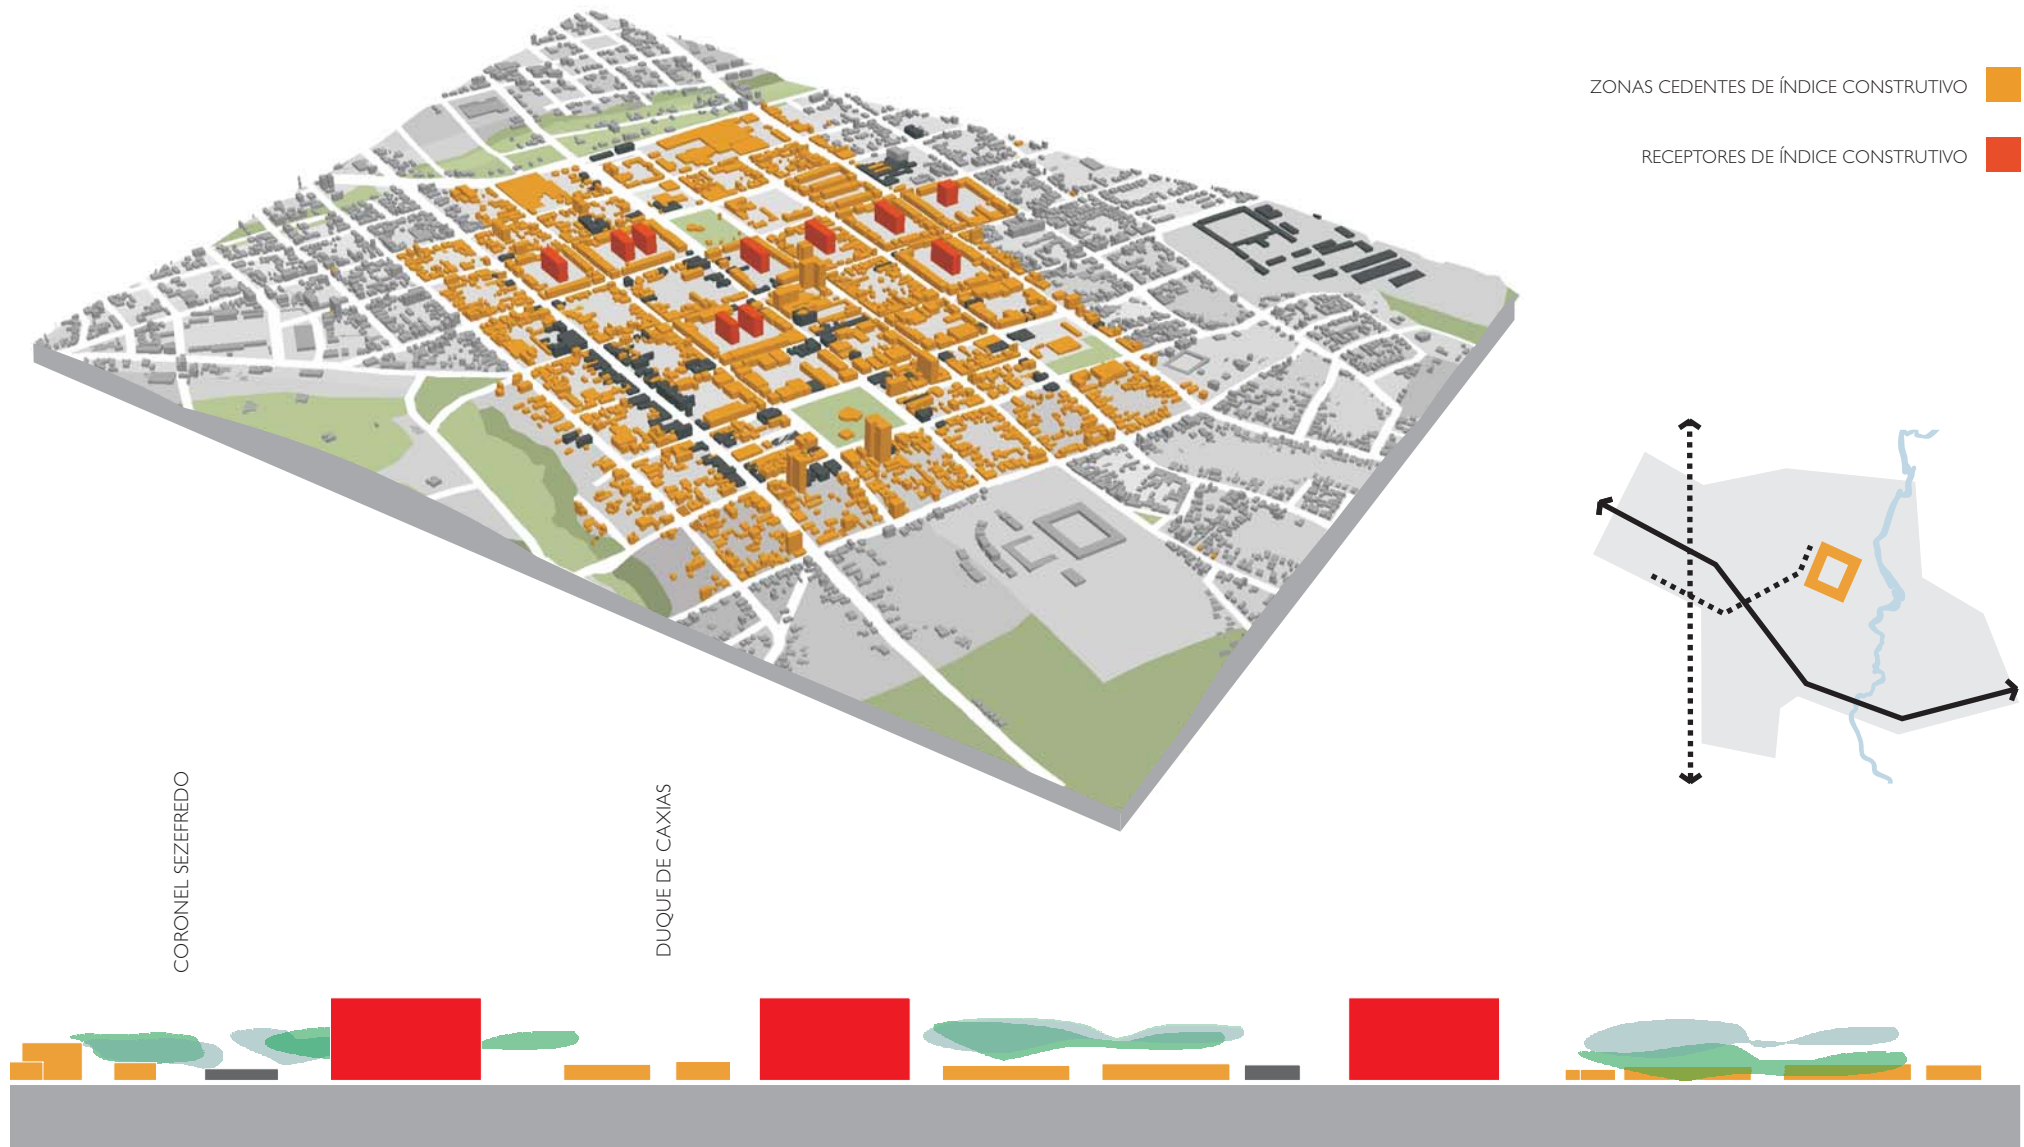 ZONAS CEDENTES DE ÍNDICE CONSTRUTIVO
RECEPTORES DE ÍNDICE CONSTRUTIVO
CORONEL SEZEFREDO
DUQUE DE CAXIAS